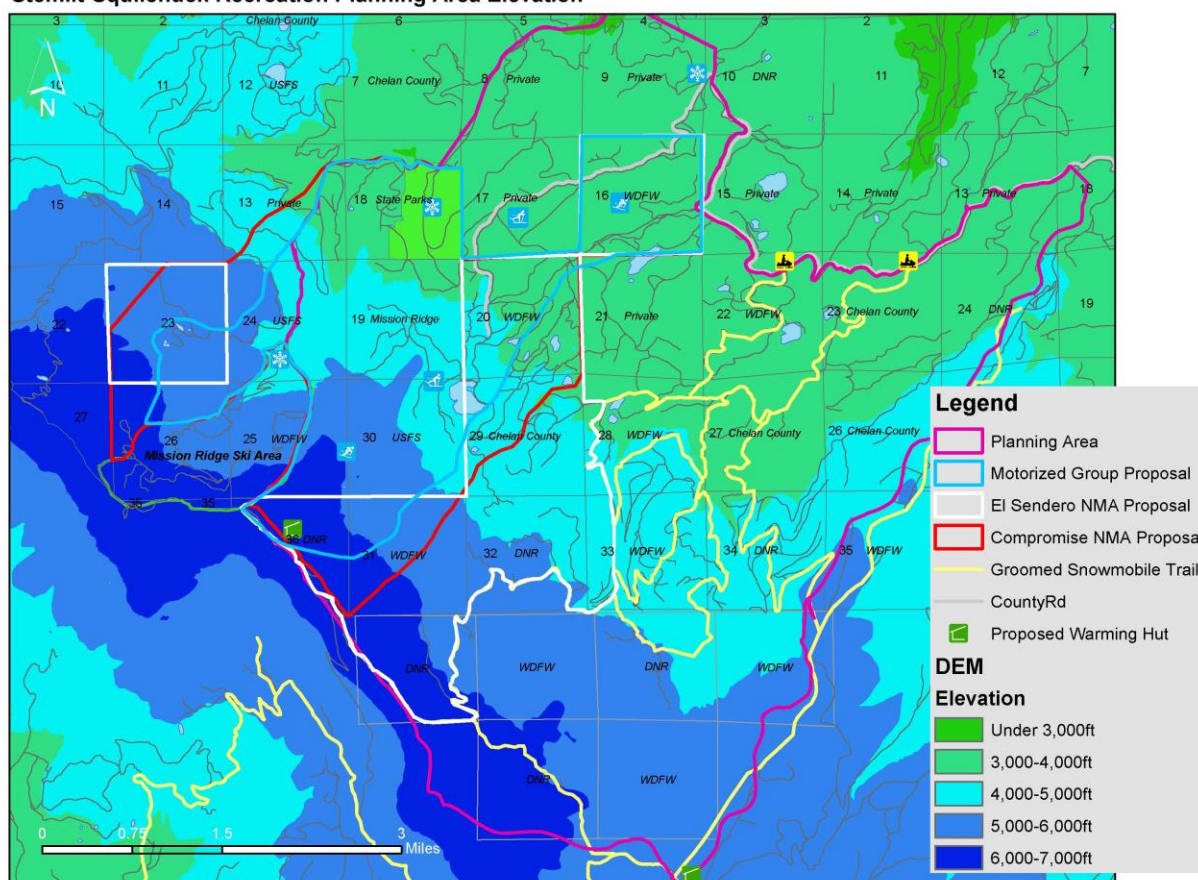 Stemilt-Squilchuck Recreation Planning Area Elevation
3 2 Chelan County 6 5 4 3 2
10 11 12 USFS 7 Chelan County 8 Private 9 Private 10 DNR 11 12 7
N
15 14 13 Private 18 State Parks 17 Private 16 WDFW 15 Private 14 Private 13 Private 18
22 23 24 USFS 19 Mission Ridge 20 WDFW 21 Private 22 WDFW 23 Chelan County 24 DNR 19
27 26 25 WDFW 30 USFS 29 Chelan County 28 WDFW 27 Chelan County 26 Chelan County
Mission Ridge Ski Area
35 35 36 DNR 31 WDFW 32 DNR 33 WDFW 34 DNR 35 WDFW
DNR WDFW DNR WDFW
DNR WDFW
0 0.75 1.5 3
Miles
Legend
Planning Area
Motorized Group Proposal
El Sendero NMA Proposal
Compromise NMA Proposa
Groomed Snowmobile Trail
CountyRd
Proposed Warming Hut
DEM
Elevation
Under 3,000ft
3,000-4,000ft
4,000-5,000ft
5,000-6,000ft
6,000-7,000ft